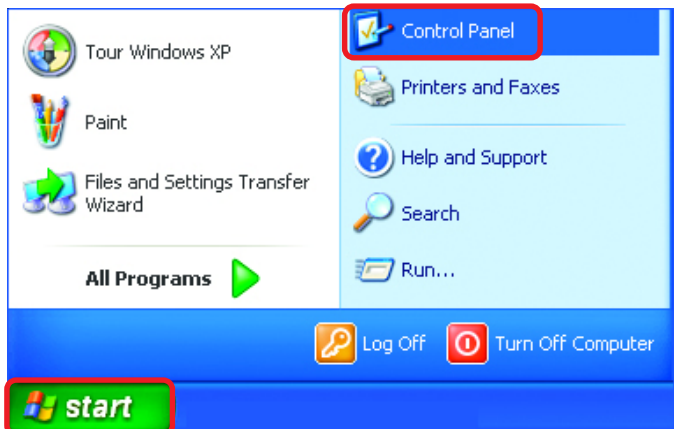 Tour Windows XP
Paint
Files and Settings Transfer
Wizard
All Programs
Control Panel
Printers and Faxes
Help and Support
Search
Run...
Log Off
Turn Off Computer
start